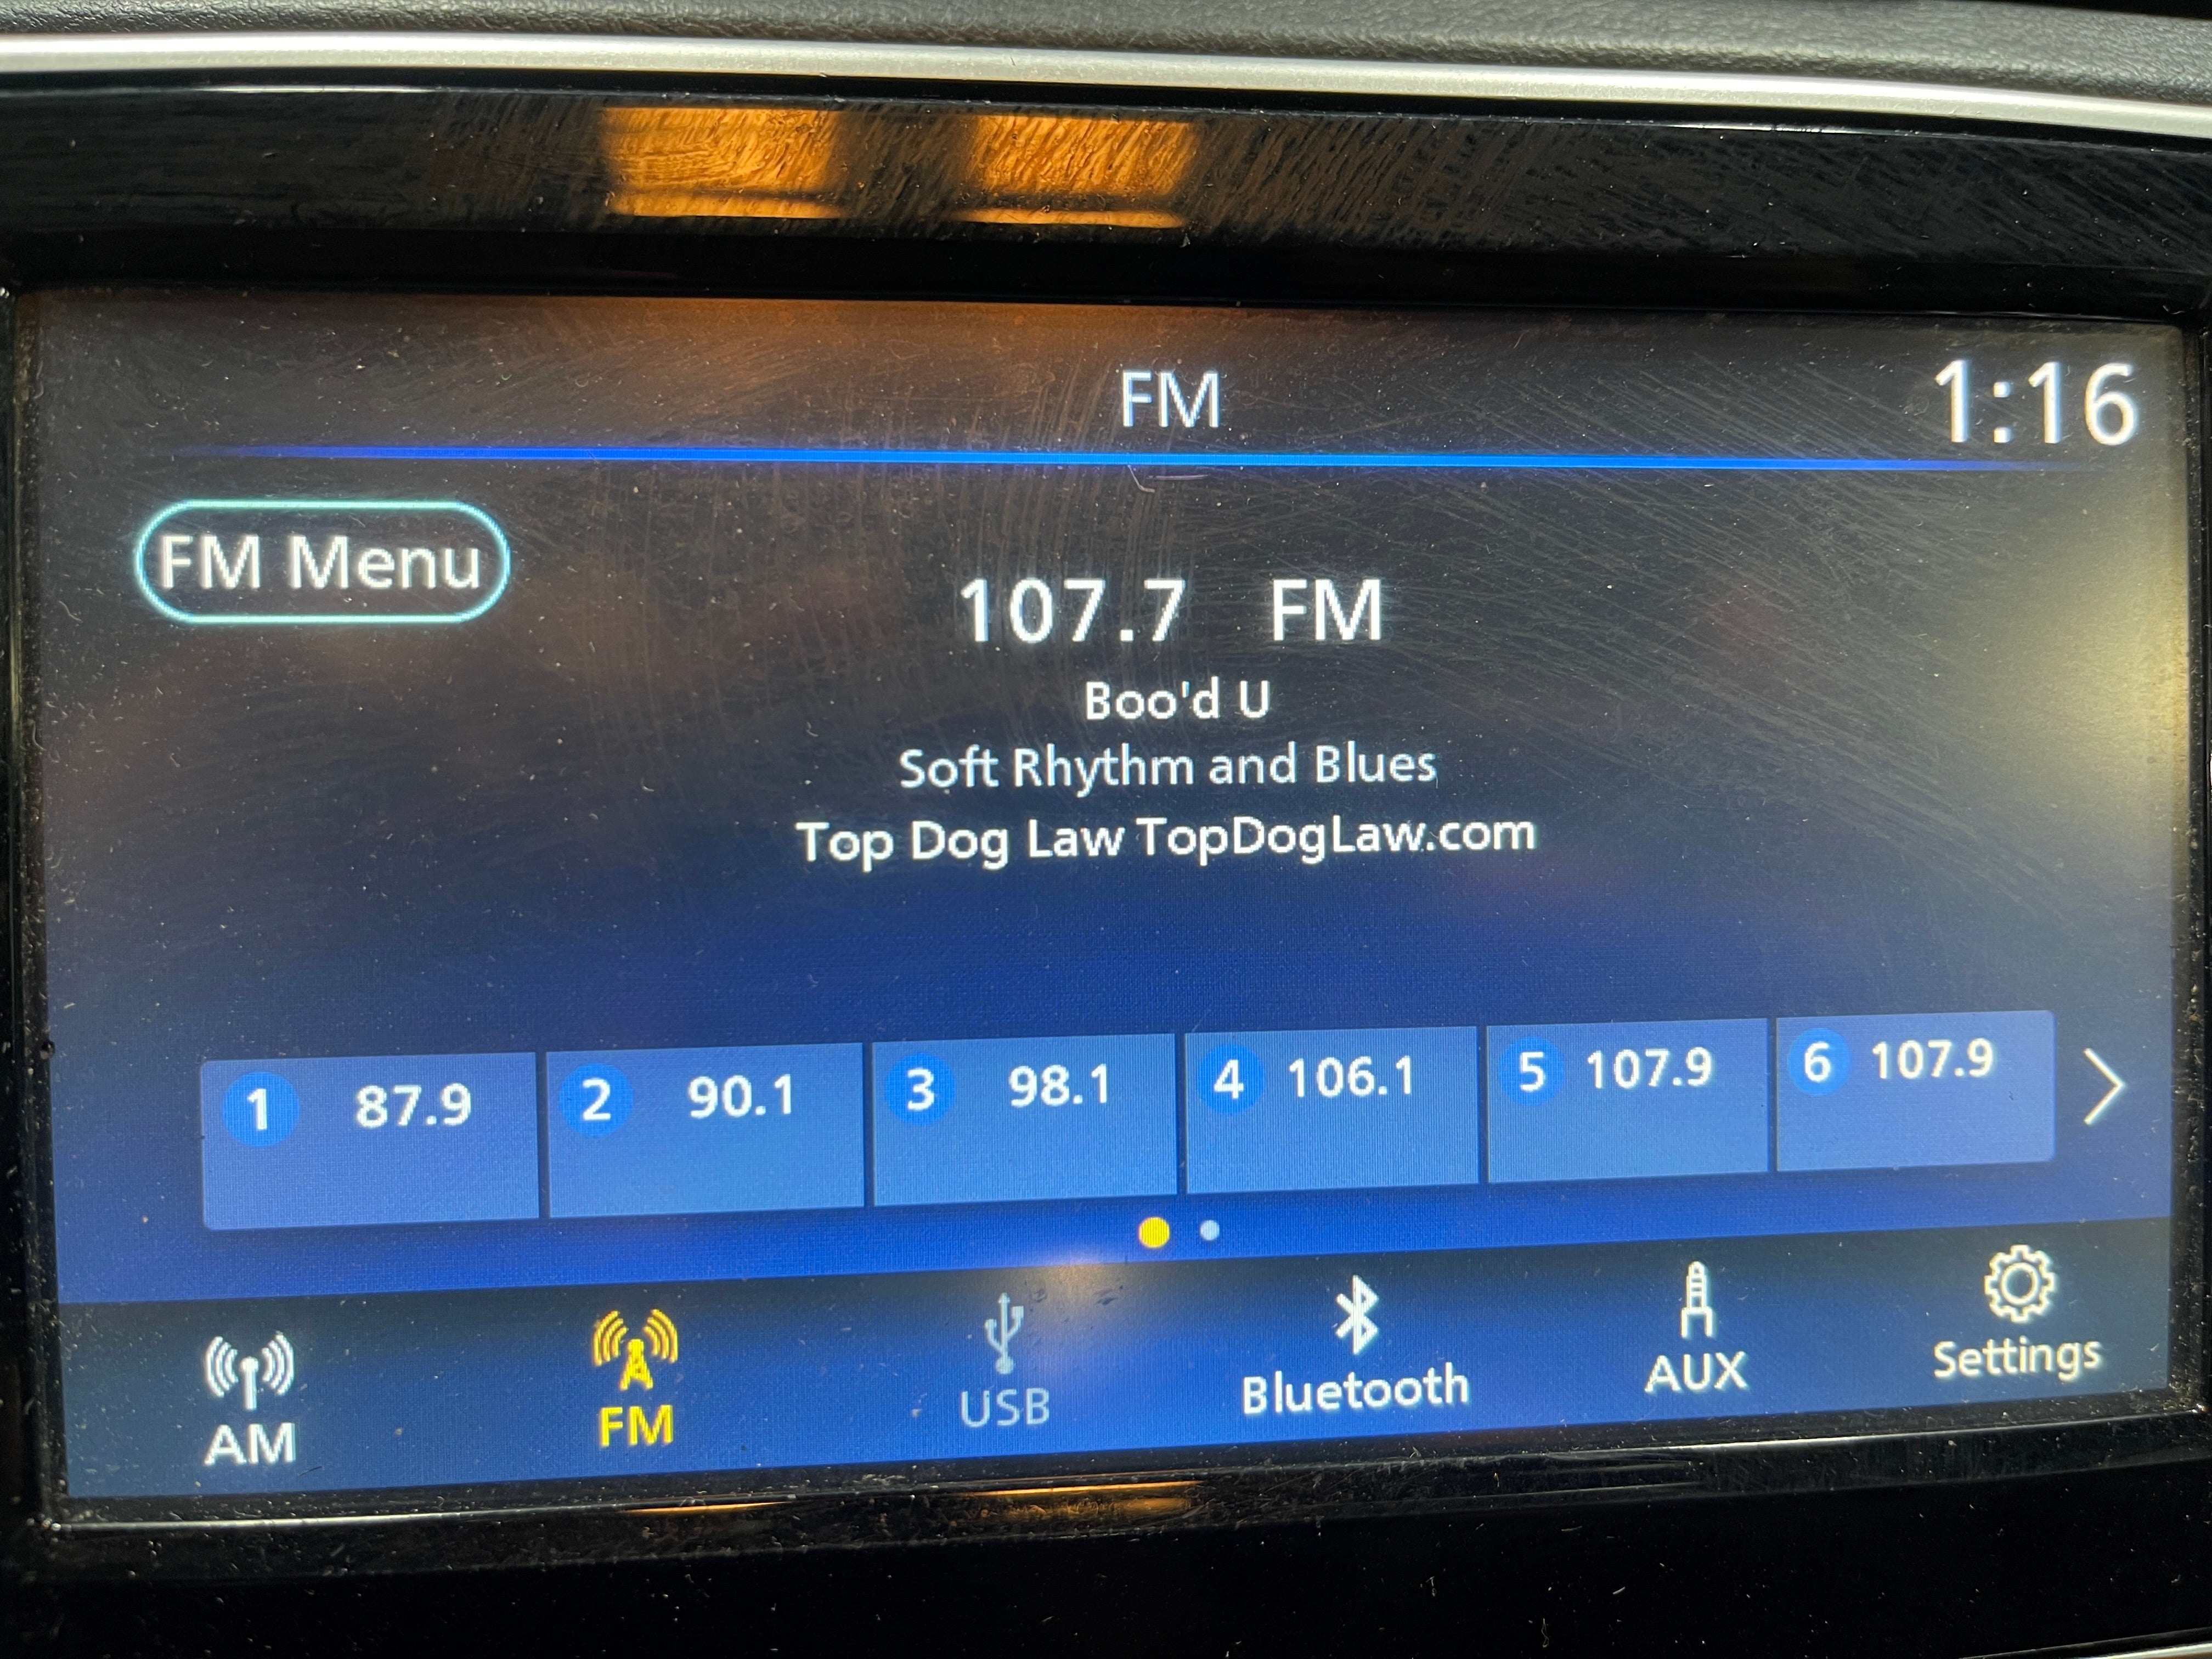 FM 1:16
FM Menu
107.7 FM
Boo'd U
Soft Rhythm and Blues
Top Dog Law TopDogLaw.com
1 87.9 2 90.1 3 98.1 4 106.1 5 107.9 6 107.9
AM FM USB Bluetooth AUX Settings